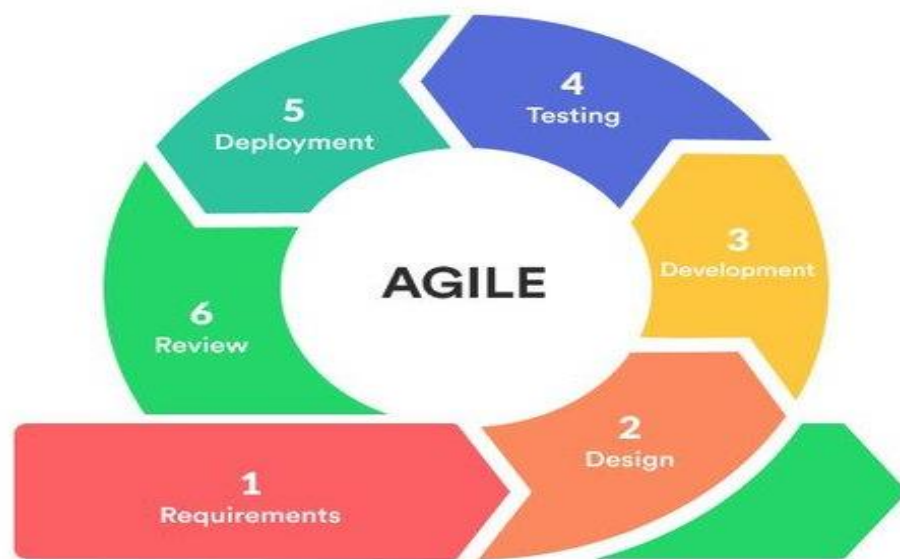 AGILE
1
Requirements
2
Design
3
Development
4
Testing
5
Deployment
6
Review